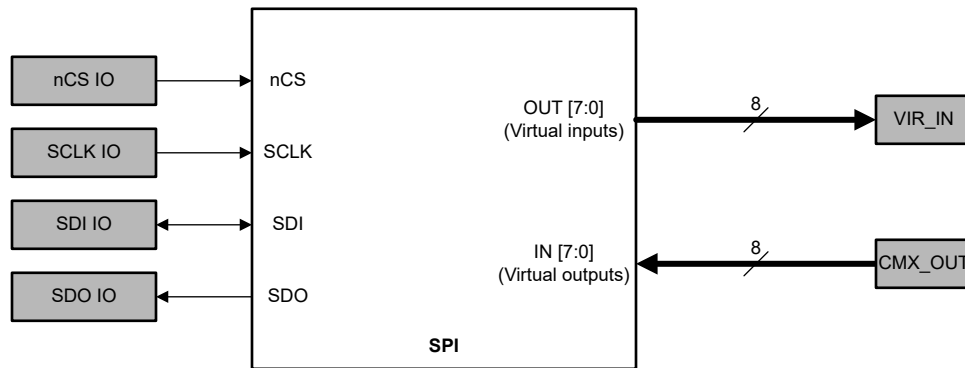 nCS IO
SCLK IO
SDI IO
SDO IO
nCS
SCLK
SDI
SDO
OUT [7:0]
(Virtual inputs)
IN [7:0]
(Virtual outputs)
SPI
8
VIR_IN
8
CMX_OUT